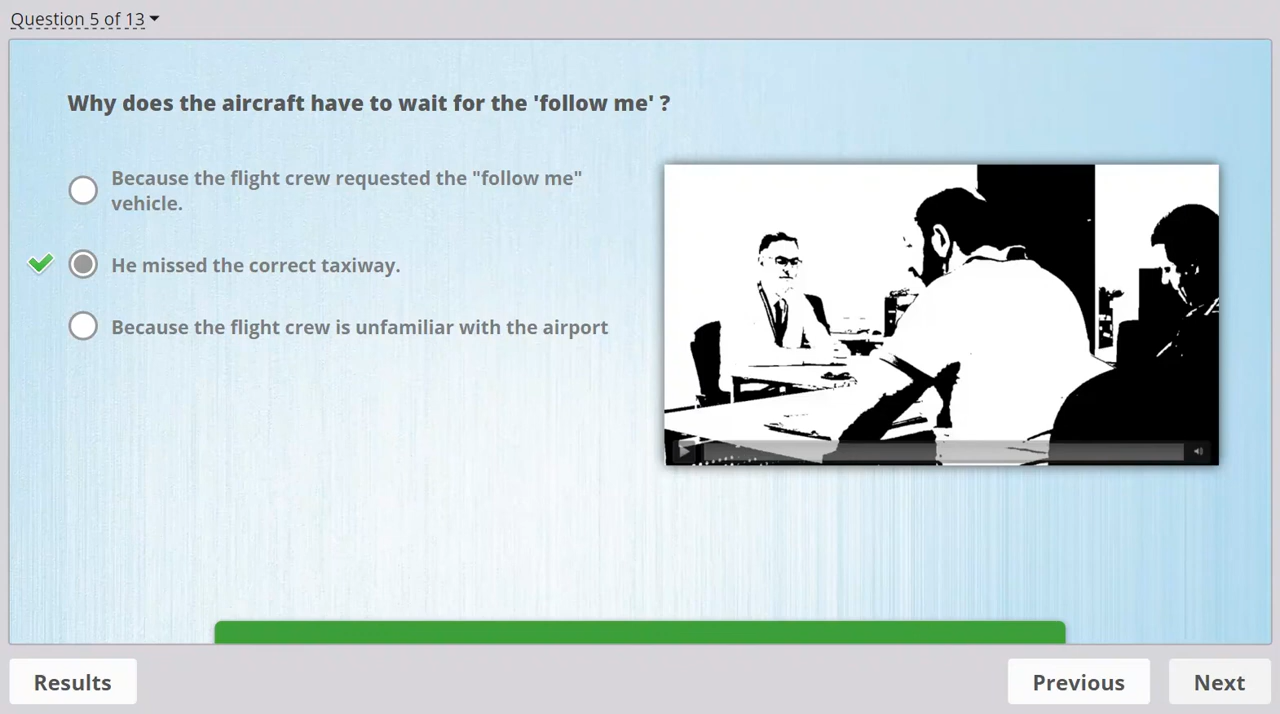 Question 5 of 13
Why does the aircraft have to wait for the 'follow me' ?
Because the flight crew requested the "follow me"
vehicle.
He missed the correct taxiway.
Because the flight crew is unfamiliar with the airport
Results
Previous
Next